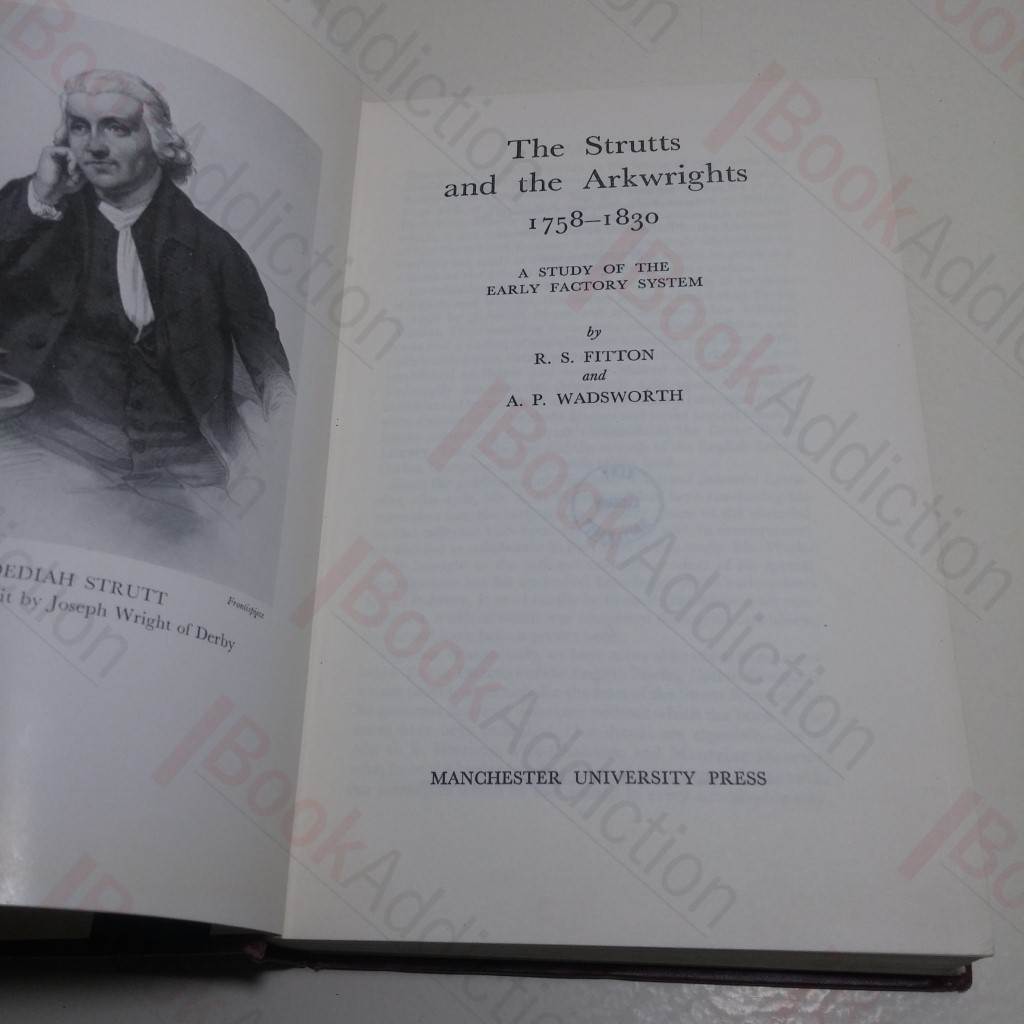 EDIAH STRUTT
it by Joseph Wright of Derby
Frontispiece
The Strutts
and the Arkwrights
1758–1830
A STUDY OF THE
EARLY FACTORY SYSTEM
by
R. S. FITTON
and
A. P. WADSWORTH
MANCHESTER UNIVERSITY PRESS
BookAddiction